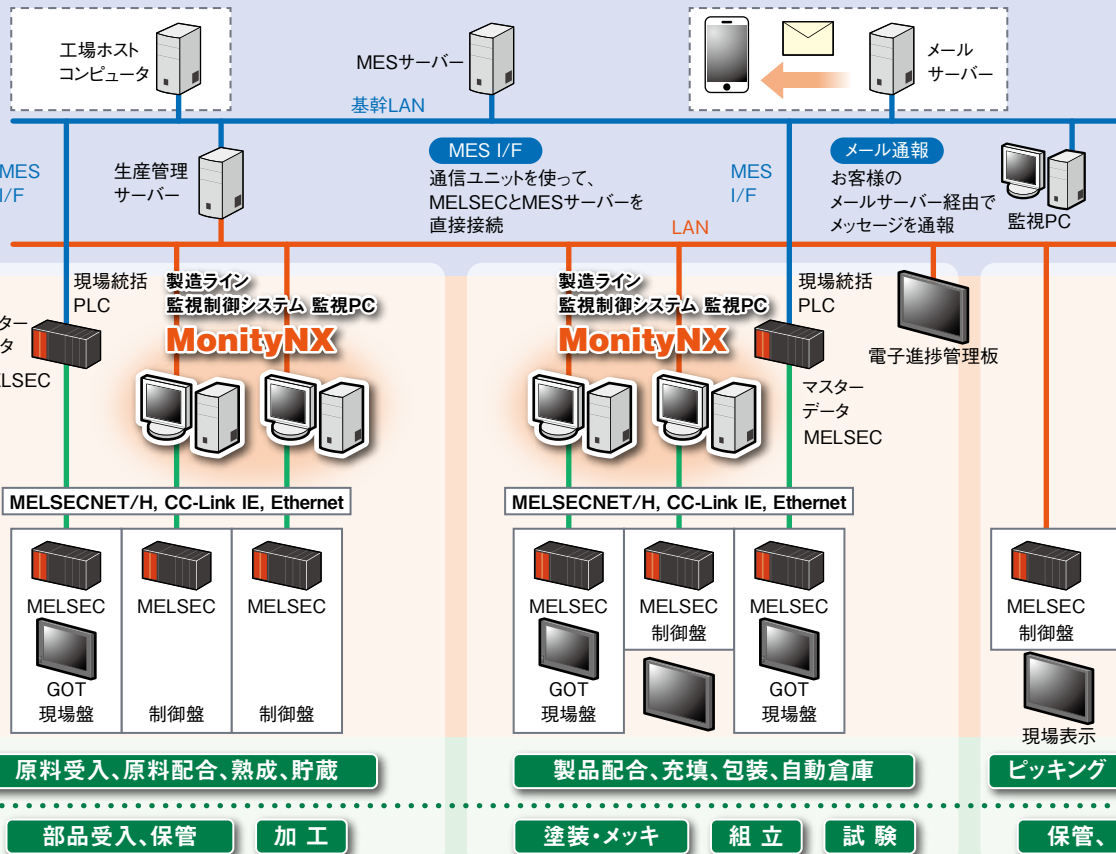 工場ホスト
コンピュータ
MESサーバー
メール
サーバー
基幹LAN
MES
I/F
生産管理
サーバー
MES I/F
通信ユニットを使って、
MELSECとMESサーバーを
直接接続
MES
I/F
メール通報
お客様の
メールサーバー経由で
メッセージを通報
監視PC
LAN
現場統括
PLC
ター
タ
ELSEC
製造ライン
監視制御システム 監視PC
MonityNX
製造ライン
監視制御システム 監視PC
MonityNX
現場統括
PLC
マスター
データ
MELSEC
電子進捗管理板
MELSECNET/H, CC-Link IE, Ethernet
MELSECNET/H, CC-Link IE, Ethernet
MELSEC
GOT
現場盤
MELSEC
制御盤
MELSEC
制御盤
MELSEC
GOT
現場盤
MELSEC
制御盤
MELSEC
GOT
現場盤
MELSEC
制御盤
現場表示
原料受入、原料配合、熟成、貯蔵
製品配合、充填、包装、自動倉庫
ピッキング
部品受入、保管
加 工
塗装・メッキ
組 立
試 験
保管、